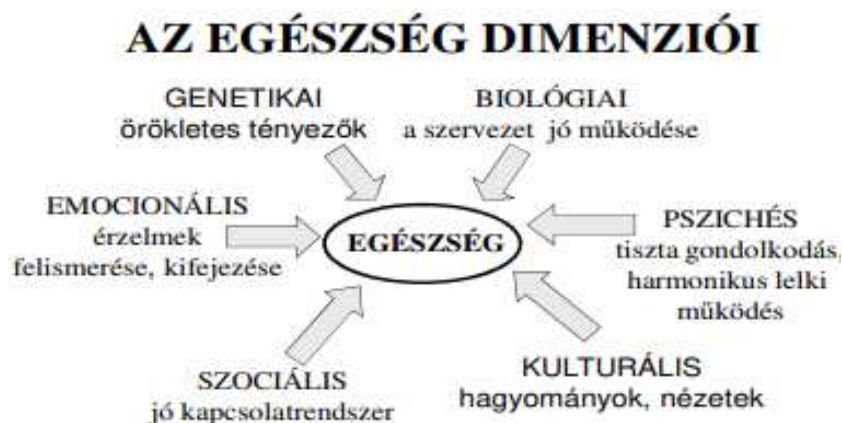 AZ EGÉSZSÉG DIMENZIÓI
GENETIKAI
örökletes tényezők
BIOLÓGIAI
a szervezet jó működése
EMOCIONÁLIS
érzelmek
felismerése, kifejezése
EGÉSZSÉG
PSZICHÉS
tiszta gondolkodás,
harmonikus lelki
működés
SZOCIÁLIS
jó kapcsolatrendszer
KULTURÁLIS
hagyományok, nézetek